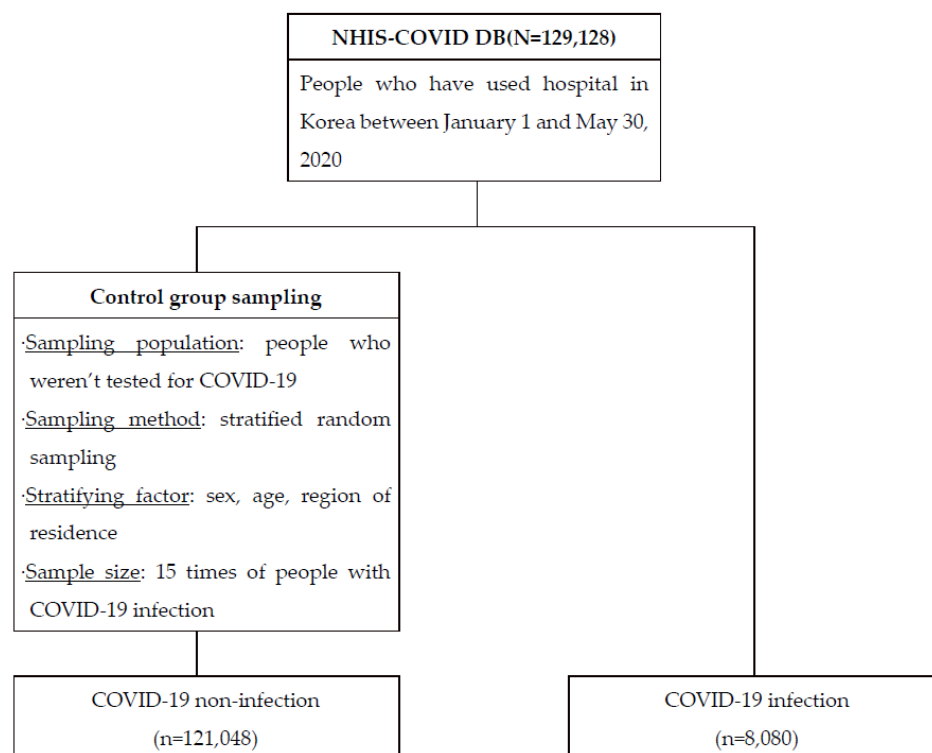 NHIS-COVID DB(N=129,128)
People who have used hospital in
Korea between January 1 and May 30,
2020
Control group sampling
·Sampling population: people who
weren't tested for COVID-19
·Sampling method: stratified random
sampling
·Stratifying factor: sex, age, region of
residence
·Sample size: 15 times of people with
COVID-19 infection
COVID-19 non-infection
(n=121,048)
COVID-19 infection
(n=8,080)